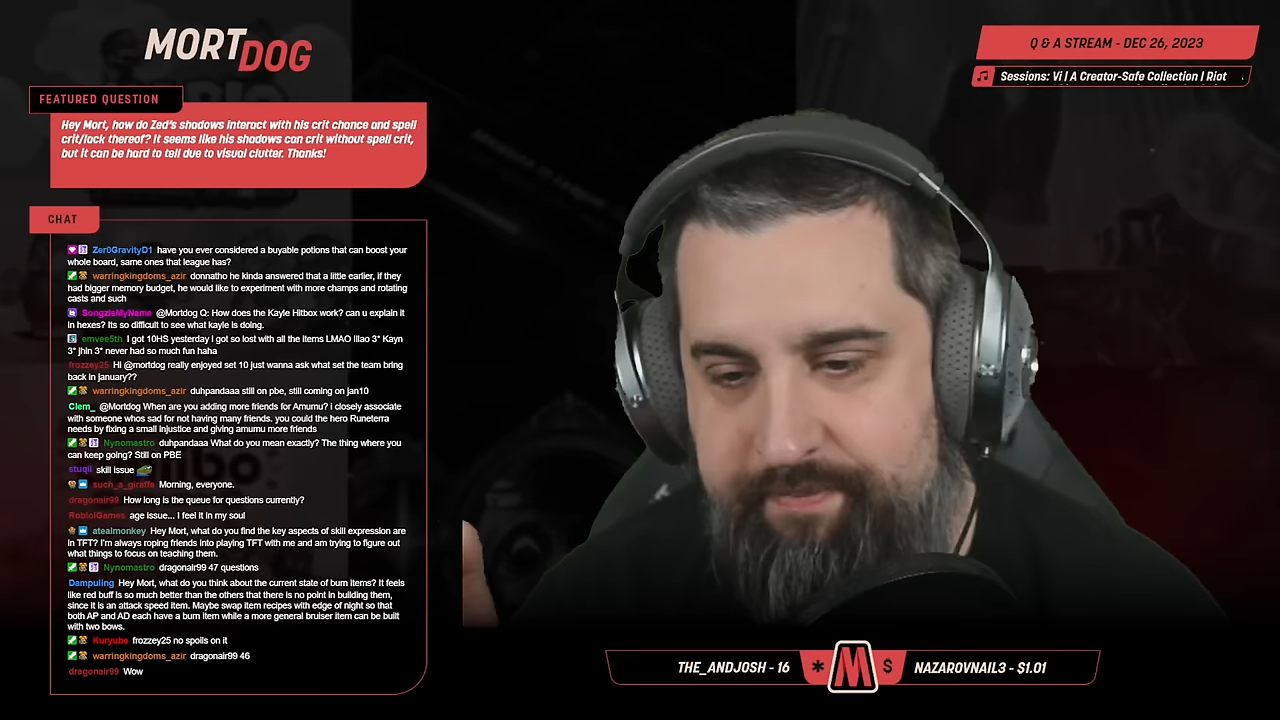 MORTDOG
Q & A STREAM - DEC 26, 2023
Sessions: Vi | A Creator-Safe Collection | Riot
FEATURED QUESTION
Hey Mort, how do Zed's shadows interact with his crit chance and spell
crit/lack thereof? It seems like his shadows can crit without spell crit,
but it can be hard to tell due to visual clutter. Thanks!
CHAT
Zer0GravityD1 have you ever considered a buyable potions that can boost your
whole board, same ones that league has?
warringkingdoms_azir donnatho he kinda answered that a little earlier, if they
had bigger memory budget, he would like to experiment with more champs and rotating
casts and such
SongzIsMyName @Mortdog Q: How does the Kayle Hitbox work? can u explain it
in hexes? Its so difficult to see what kayle is doing.
emvee5th I got 10HS yesterday I got so lost with all the items LMAO Illao 3* Kayn
3* jhin 3* never had so much fun haha
frozzey25 Hi @mortdog really enjoyed set 10 just wanna ask what set the team bring
back in january??
warringkingdoms_azir duhpandaaa still on pbe, still coming on jan10
Clem_ @Mortdog When are you adding more friends for Amumu? i closely associate
with someone whos sad for not having many friends. you could the hero Runeterra
needs by fixing a small injustice and giving amumu more friends
Nynomastro duhpandaaa What do you mean exactly? The thing where you
can keep going? Still on PBE
stuqii skill issue
such_a_giraffe Morning, everyone.
dragonair99 How long is the queue for questions currently?
RobiolGames age issue... I feel it in my soul
atealmonkey Hey Mort, what do you find the key aspects of skill expression are
in TFT? I'm always roping friends into playing TFT with me and am trying to figure out
what things to focus on teaching them.
Nynomastro dragonair99 47 questions
Dampuling Hey Mort, what do you think about the current state of burn items? It feels
like red buff is so much better than the others that there is no point in building them,
since it is an attack speed item. Maybe swap item recipes with edge of night so that
both AP and AD each have a burn item while a more general bruiser item can be built
with two bows.
Kuryube frozzey25 no spoils on it
warringkingdoms_azir dragonair99 46
dragonair99 Wow
THE_ANDJOSH - 16 * M $ NAZAROVNAIL3 - $1.01